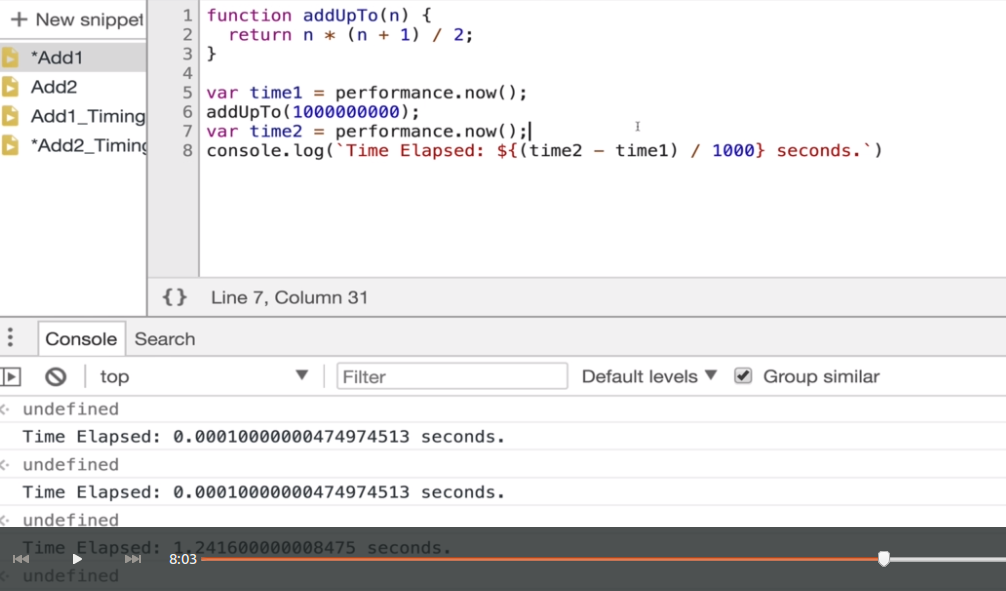 + New snippet
*Add1
Add2
Add1_Timing
*Add2_Timing
1 function addUpTo(n) {
2 return n * (n + 1) / 2;
3 }
4
5 var time1 = performance.now();
6 addUpTo(1000000000);
7 var time2 = performance.now();
8 console.log(`Time Elapsed: ${(time2 - time1) / 1000} seconds.`)
{} Line 7, Column 31
Console Search
top ▼ Filter Default levels ▼ Group similar
undefined
Time Elapsed: 0.00010000000474974513 seconds.
undefined
Time Elapsed: 0.00010000000474974513 seconds.
undefined
Time Elapsed: 1.241600000008475 seconds.
8:03
undefined